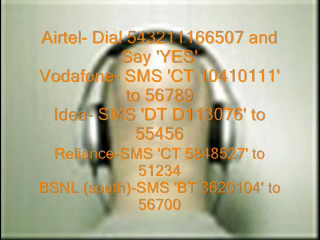 Airtel- Dial 543211166507 and
Say 'YES'
Vodafone- SMS 'CT 10410111'
to 56789
Idea- SMS 'DT D113076' to
55456
Reliance-SMS 'CT 5848527' to
51234
BSNL (south)-SMS 'BT 3620104' to
56700